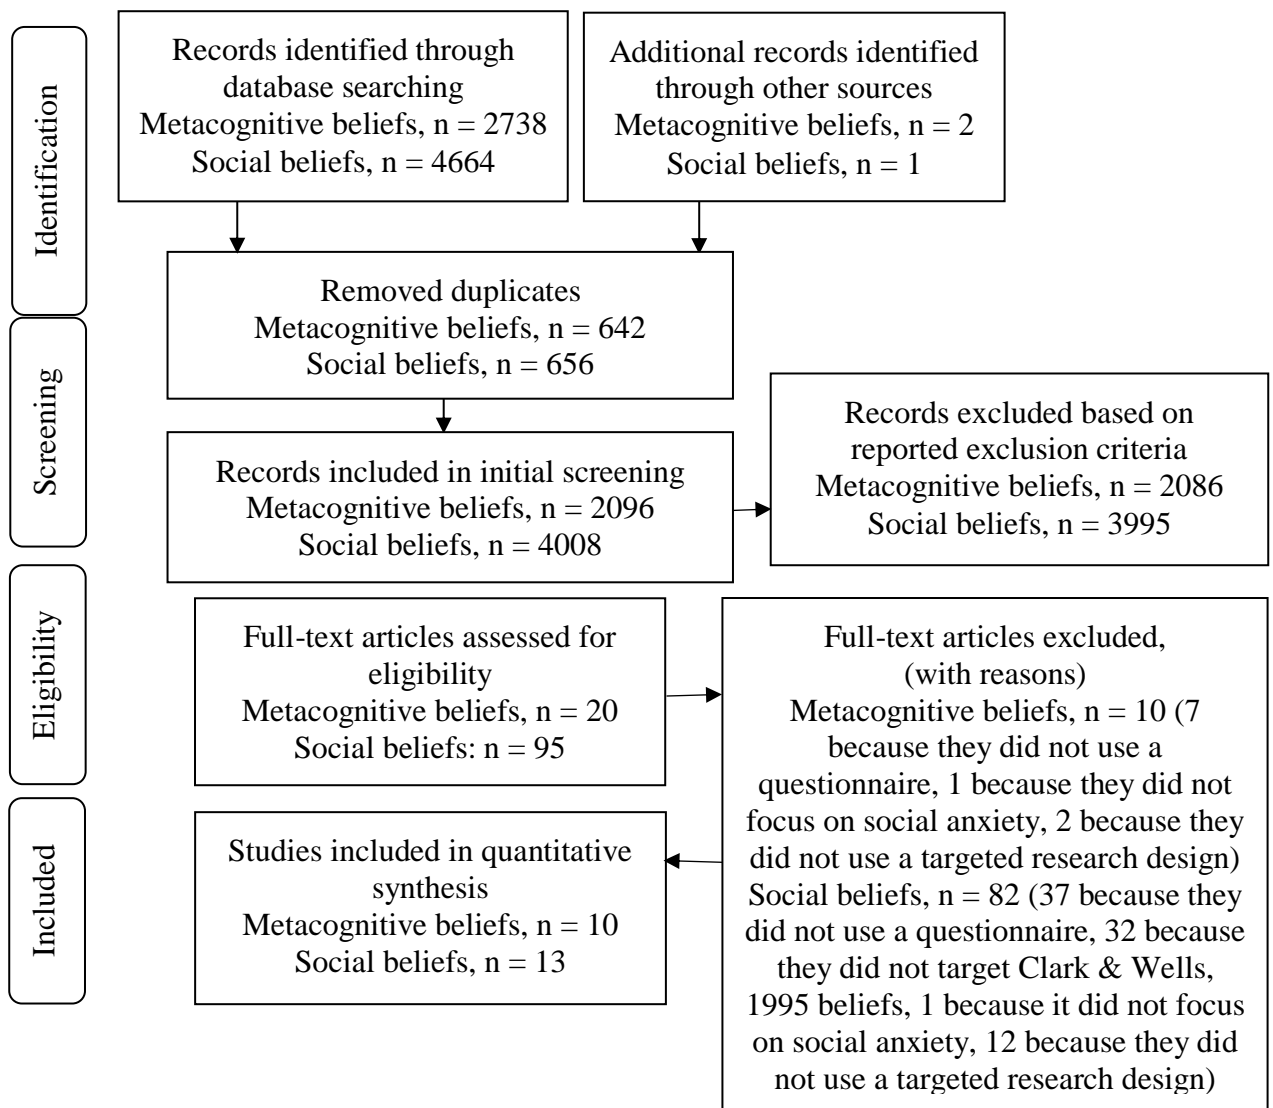 Identification
Records identified through
database searching
Metacognitive beliefs, n = 2738
Social beliefs, n = 4664
Additional records identified
through other sources
Metacognitive beliefs, n = 2
Social beliefs, n = 1
Removed duplicates
Metacognitive beliefs, n = 642
Social beliefs, n = 656
Screening
Records included in initial screening
Metacognitive beliefs, n = 2096
Social beliefs, n = 4008
Records excluded based on
reported exclusion criteria
Metacognitive beliefs, n = 2086
Social beliefs, n = 3995
Eligibility
Full-text articles assessed for
eligibility
Metacognitive beliefs, n = 20
Social beliefs: n = 95
Full-text articles excluded,
(with reasons)
Metacognitive beliefs, n = 10 (7
because they did not use a
questionnaire, 1 because they did not
focus on social anxiety, 2 because they
did not use a targeted research design)
Social beliefs, n = 82 (37 because they
did not use a questionnaire, 32 because
they did not target Clark & Wells,
1995 beliefs, 1 because it did not focus
on social anxiety, 12 because they did
not use a targeted research design)
Included
Studies included in quantitative
synthesis
Metacognitive beliefs, n = 10
Social beliefs, n = 13